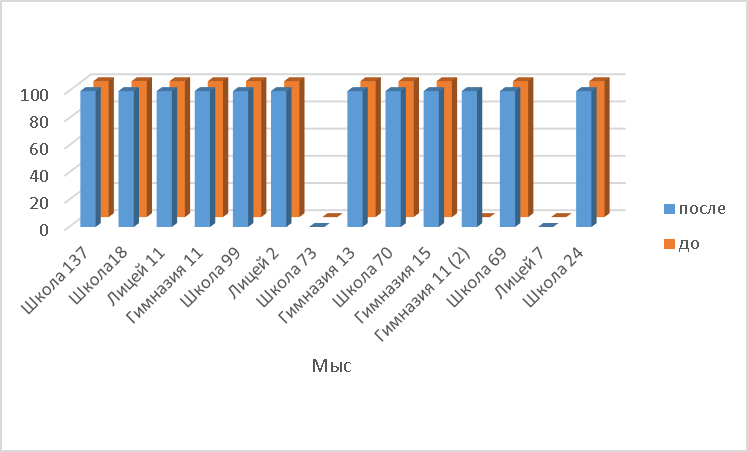 100
80
60
40
20
0
Школа 137
Школа18
Лицей 11
Гимназия 11
Школа 99
Лицей 2
Школа 73
Гимназия 13
Школа 70
Гимназия 15
Гимназия 11 (2)
Школа 69
Лицей 7
Школа 24
Мыс
после
до